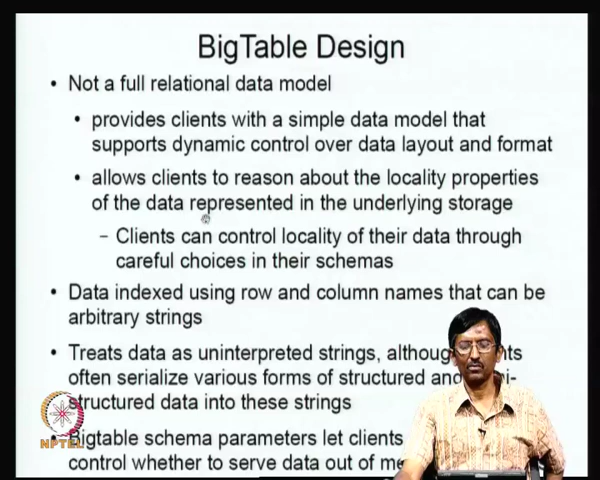 BigTable Design
• Not a full relational data model
• provides clients with a simple data model that
supports dynamic control over data layout and format
• allows clients to reason about the locality properties
of the data represented in the underlying storage
– Clients can control locality of their data through
careful choices in their schemas
• Data indexed using row and column names that can be
arbitrary strings
• Treats data as uninterpreted strings,
often serialize various forms of structured
structured data into these strings
• Bigtable schema parameters let clients
control whether to serve data out of
NPTEL